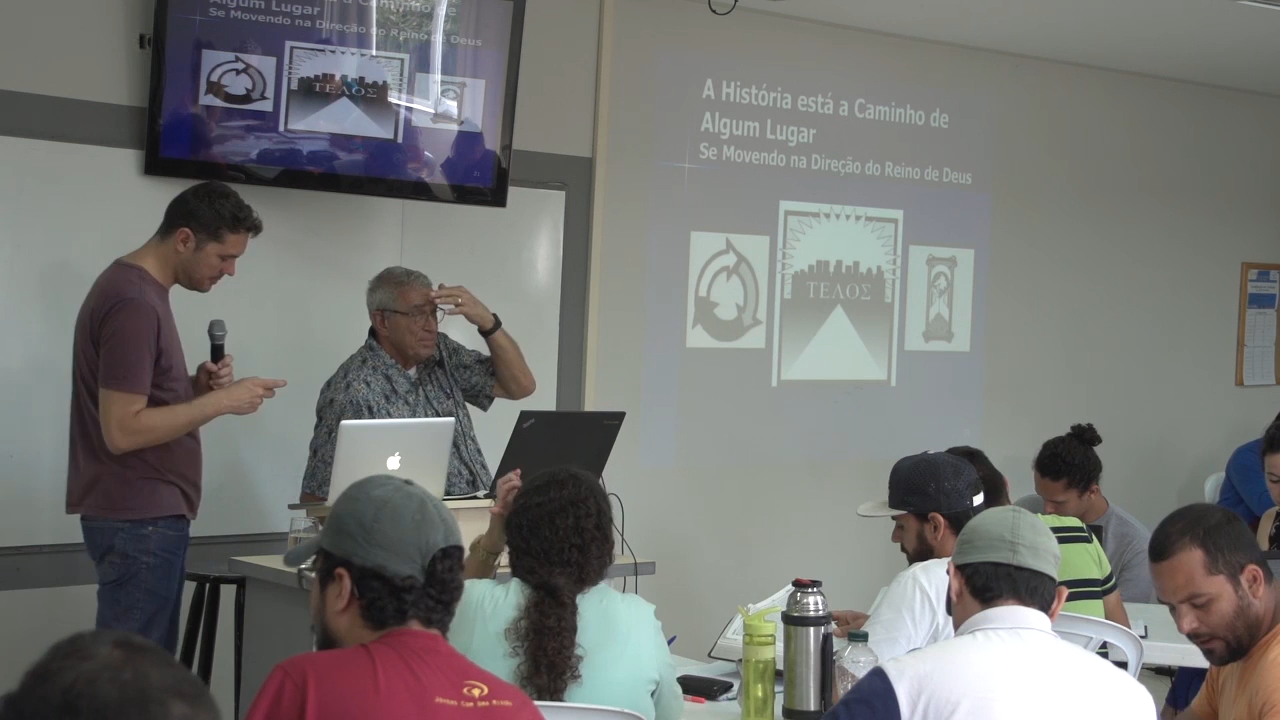 Algum Lugar
Se Movendo na Direção do Reino de Deus
ΤΕΛΟΣ
A História está a Caminho de
Algum Lugar
Se Movendo na Direção do Reino de Deus
ΤΕΛΟΣ